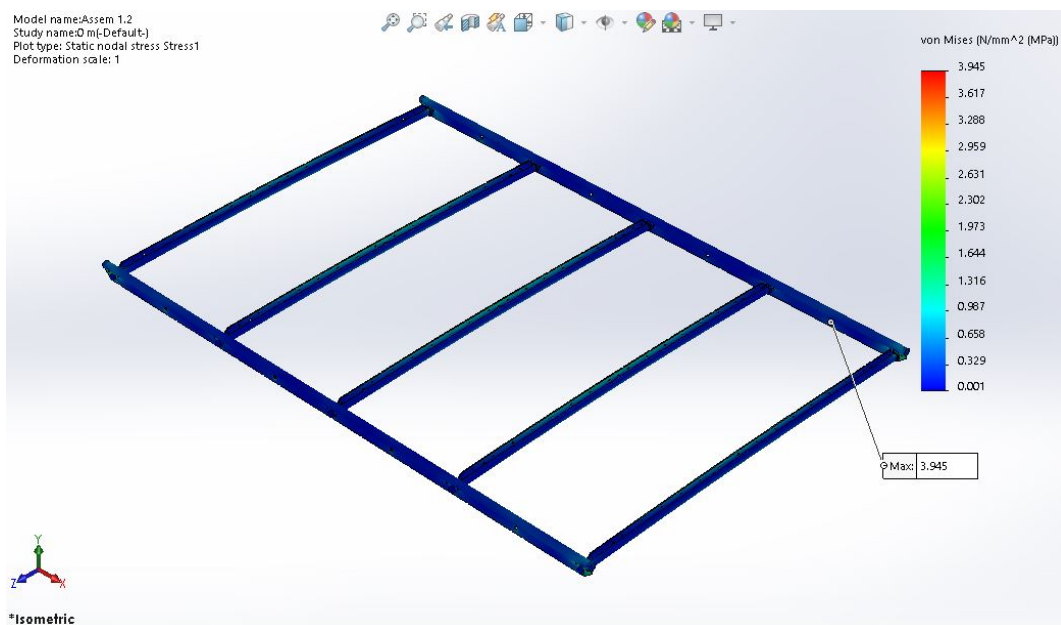 Model name:Assem 1.2
Study name:0 m(-Default-)
Plot type: Static nodal stress Stress1
Deformation scale: 1
von Mises (N/mm^2 (MPa))
3.945
3.617
3.288
2.959
2.631
2.302
1.973
1.644
1.316
0.987
0.658
0.329
0.001
Max: 3.945
Y
Z X
*Isometric